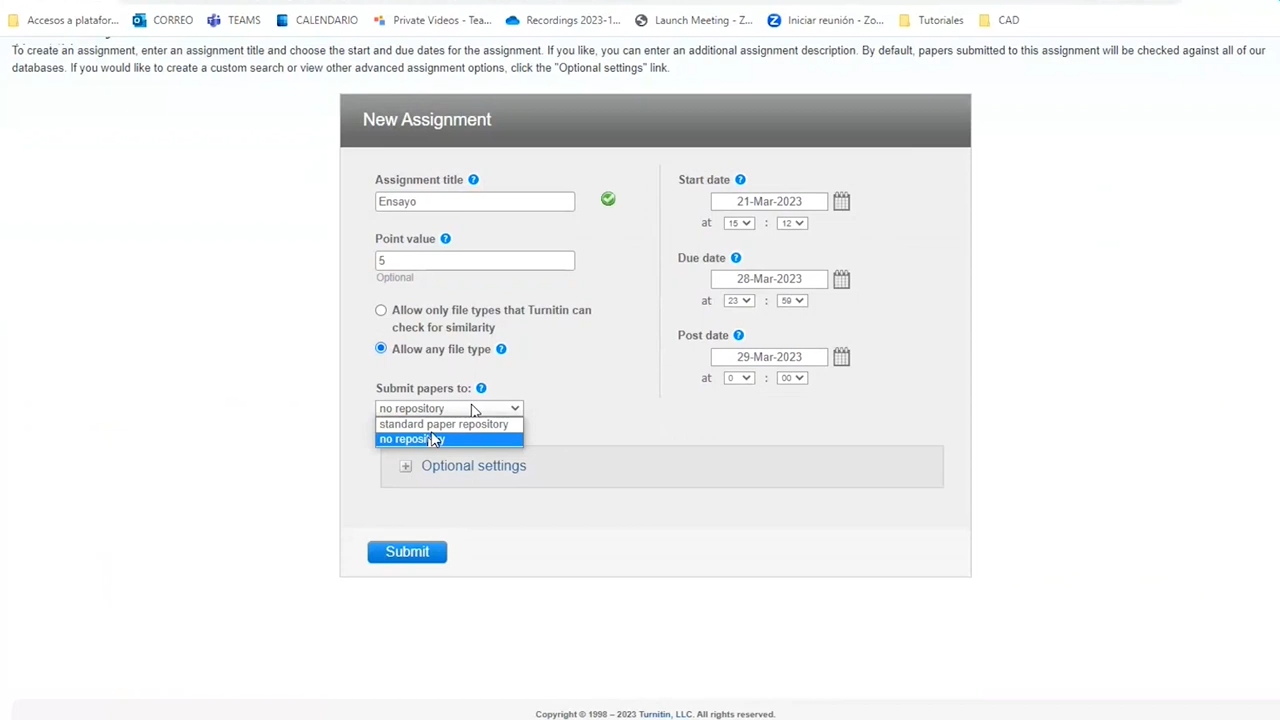 Accesos a platafor...
CORREO
TEAMS
CALENDARIO
Private Videos - Tea...
Recordings 2023-1...
Launch Meeting - Z...
Iniciar reunión - Zo...
Tutoriales
CAD
To create an assignment, enter an assignment title and choose the start and due dates for the assignment. If you like, you can enter an additional assignment description. By default, papers submitted to this assignment will be checked against all of our
databases. If you would like to create a custom search or view other advanced assignment options, click the "Optional settings" link.
New Assignment
Assignment title ?
Ensayo
Point value ?
5
Optional
Allow only file types that Turnitin can
check for similarity
Allow any file type ?
Submit papers to: ?
no repository
standard paper repository
no repository
Optional settings
Start date ?
21-Mar-2023
at 15 : 12
Due date ?
28-Mar-2023
at 23 : 59
Post date ?
29-Mar-2023
at 0 : 00
Submit
Copyright © 1998 – 2023 Turnitin, LLC. All rights reserved.